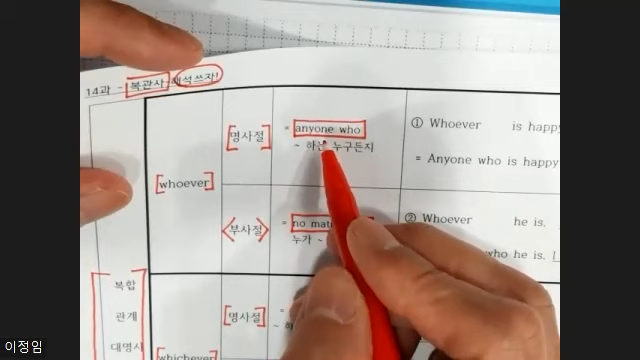 14과 - 복관사 해석쓰자!
whoever
명사절
= anyone who
~ 하는 누구든지
① Whoever is happy
= Anyone who is happy
부사절
= no mat
누가 ~
② Whoever he is,
who he is,
복합
관계
대명사
명사절
=
whichever
이정임